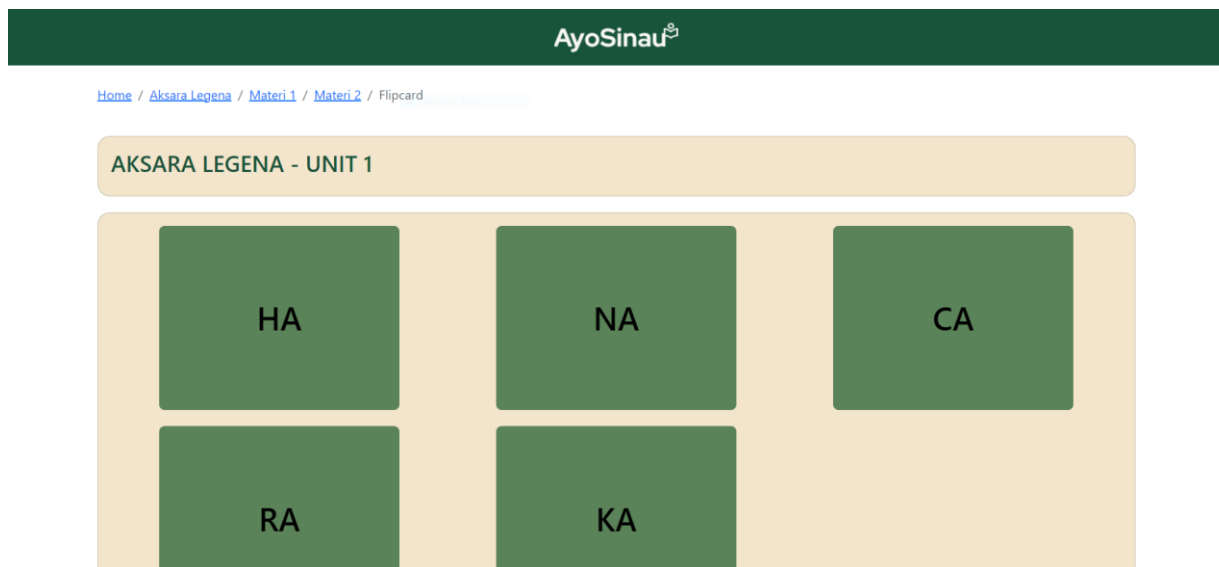 AyoSinau
Home / Aksara Legena / Materi 1 / Materi 2 / Flipcard
AKSARA LEGENA - UNIT 1
HA
NA
CA
RA
KA